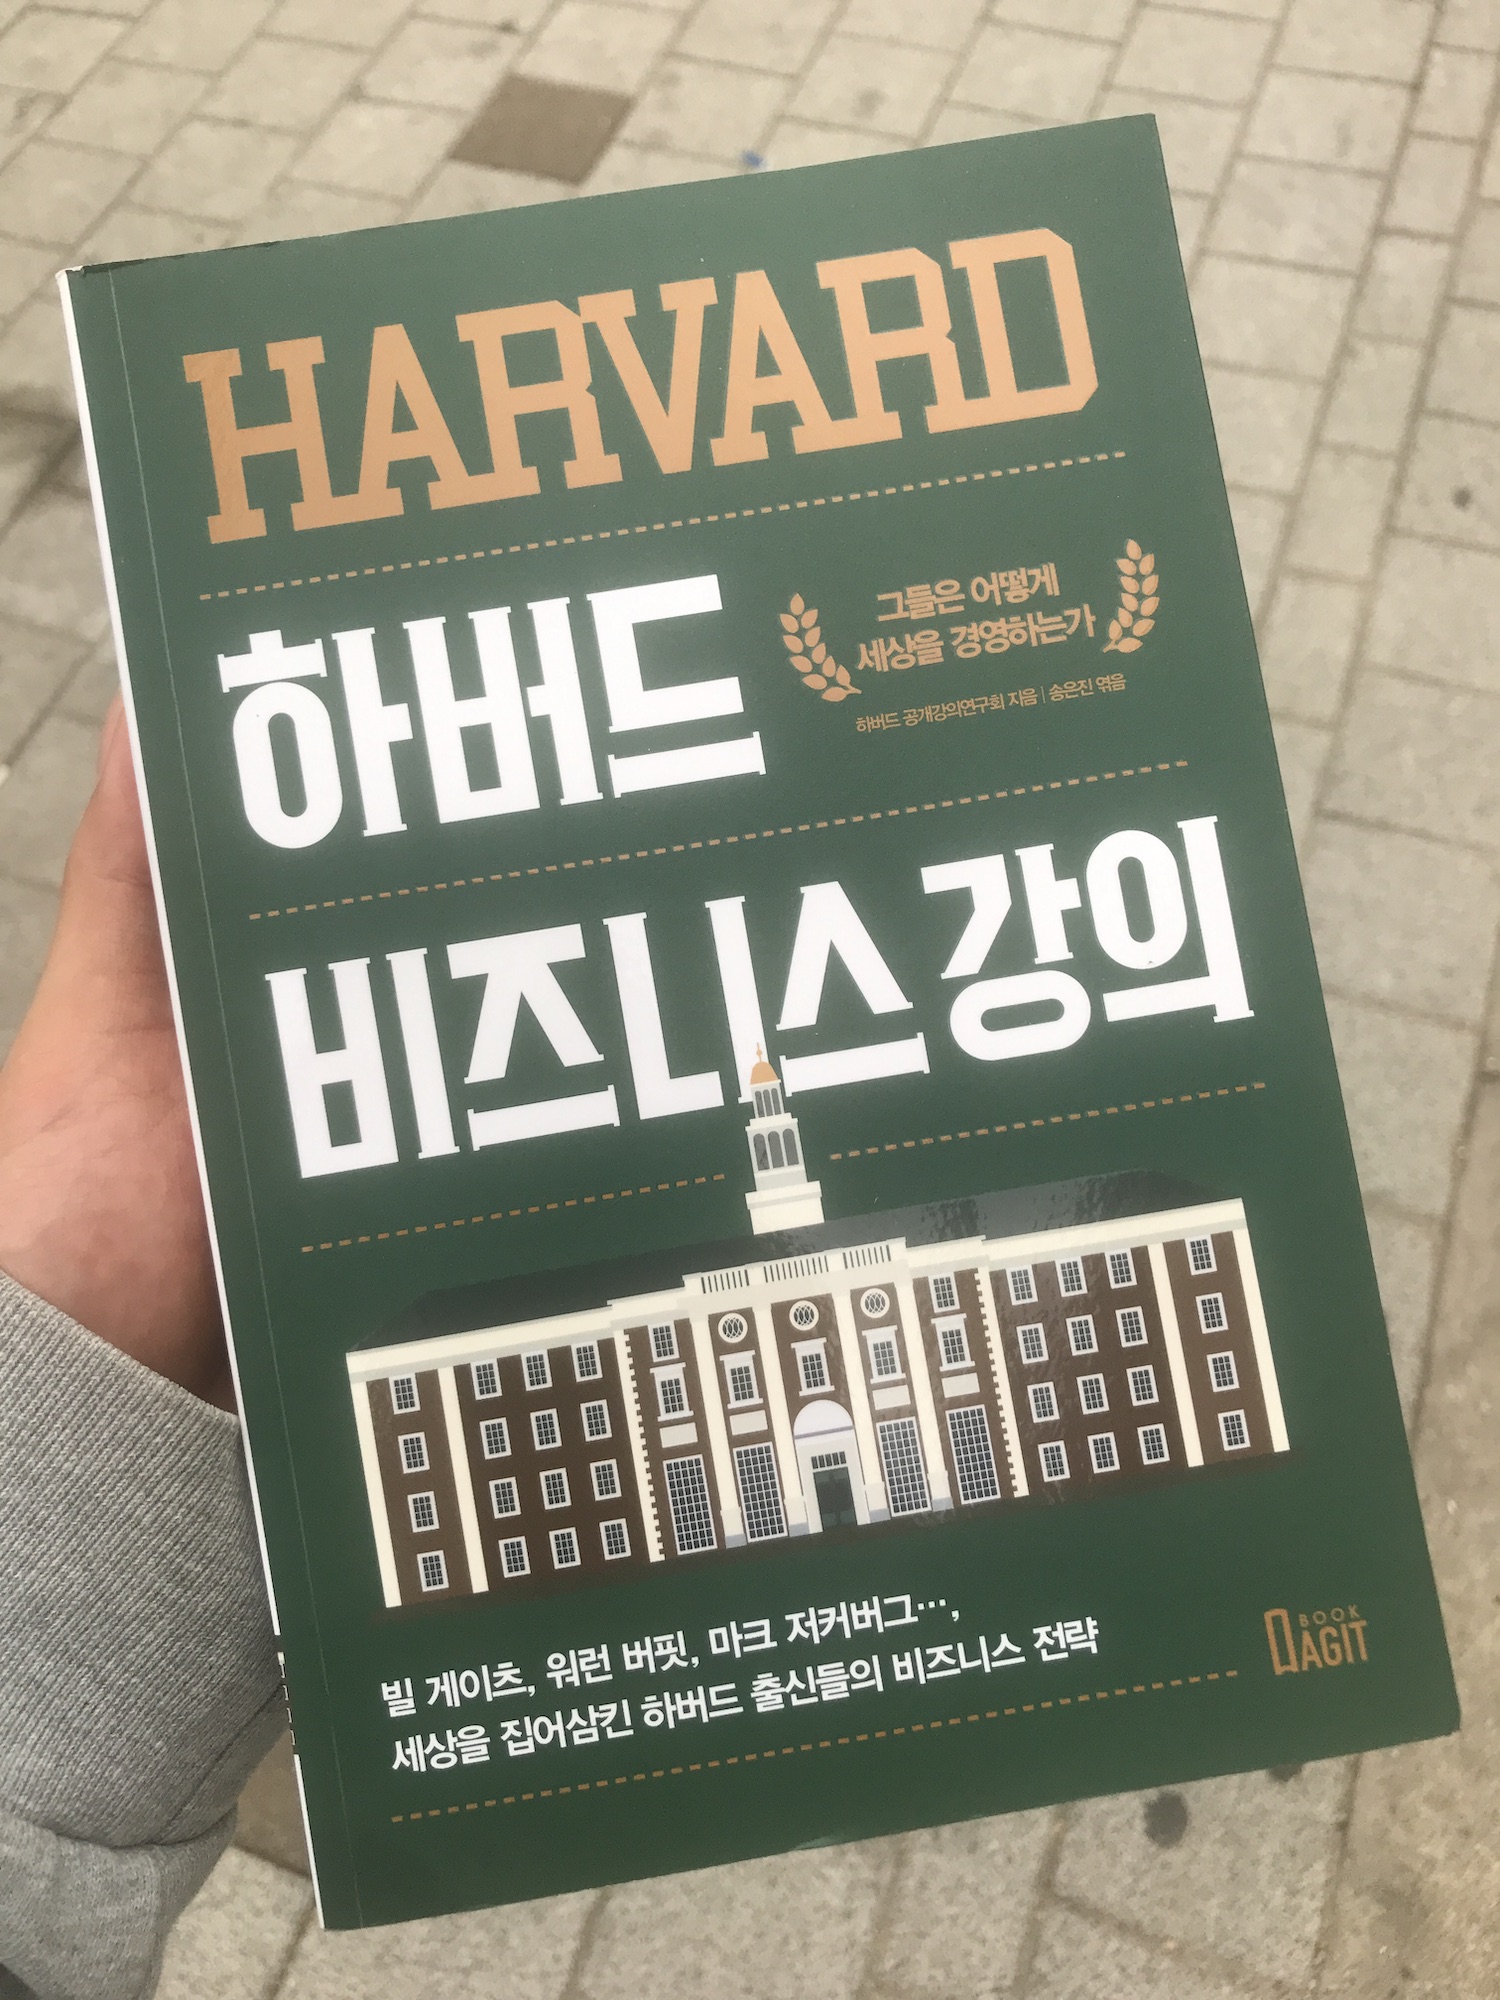 HARVARD
하버드
그들은 어떻게
세상을 경영하는가
하버드 공개강의연구회 지음 | 송은진 엮음
비즈니스 강의
빌 게이츠, 워런 버핏, 마크 저커버그…,
세상을 집어삼킨 하버드 출신들의 비즈니스 전략
BOOK
AGIT